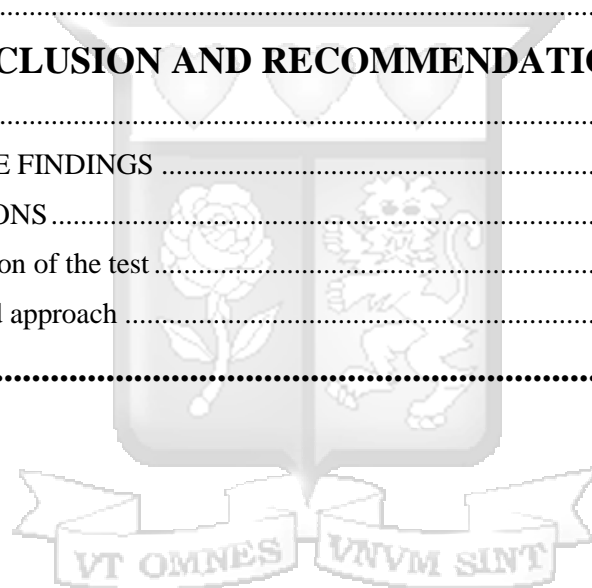 ................................................................
CLUSION AND RECOMMENDATIO
................................................................
E FINDINGS ................................................................
ONS ................................................................
on of the test ................................................................
d approach ................................................................
................................................................
VT OMNES VNVM SINT